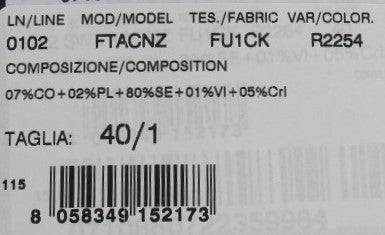 LN/LINE MOD/MODEL TES./FABRIC VAR/COLOR.
0102 FTACNZ FU1CK R2254
COMPOSIZIONE/COMPOSITION
07%CO+02%PL+80%SE+01%VI+05%Cri
TAGLIA: 40/1
115
8 058349 152173